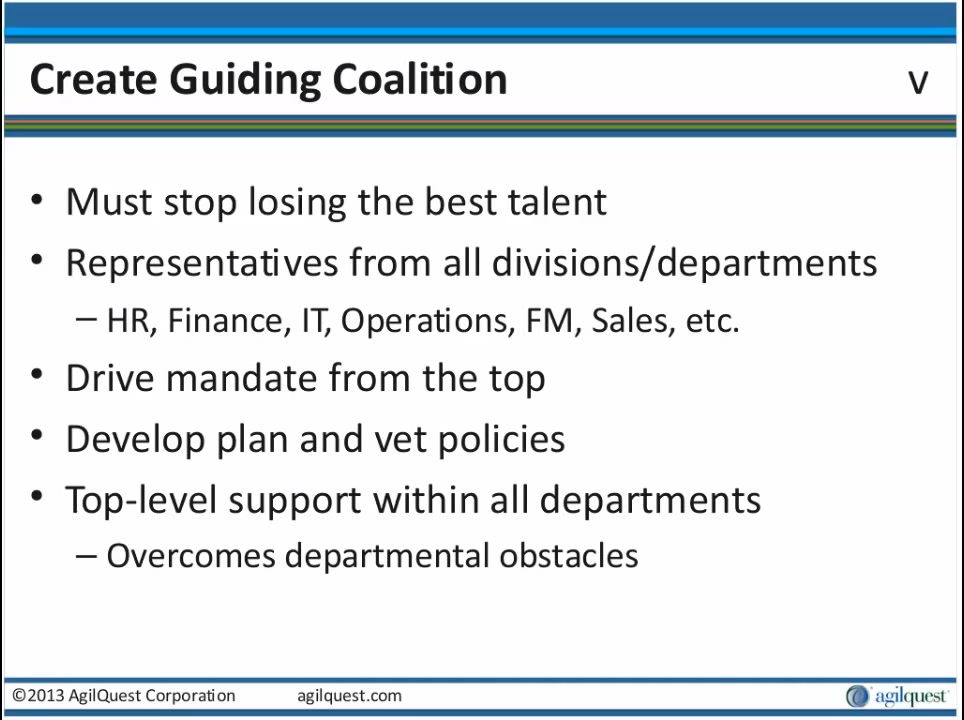 Create Guiding Coalition v
• Must stop losing the best talent
• Representatives from all divisions/departments
– HR, Finance, IT, Operations, FM, Sales, etc.
• Drive mandate from the top
• Develop plan and vet policies
• Top-level support within all departments
– Overcomes departmental obstacles
©2013 AgilQuest Corporation agilquest.com agilquest